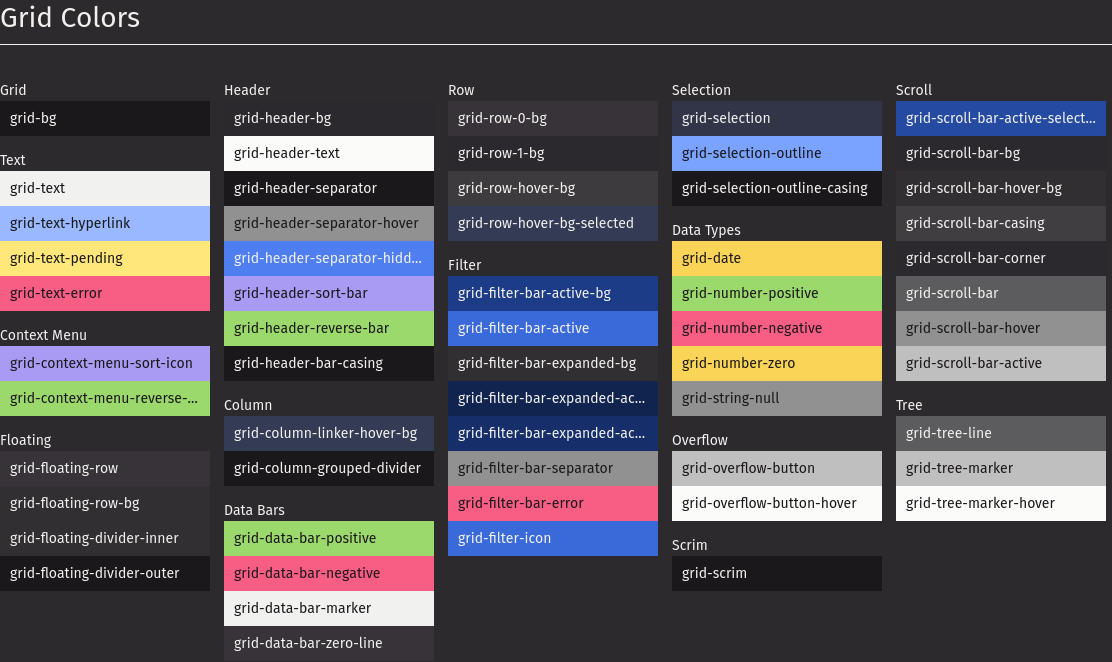 Grid Colors
Grid
grid-bg
Text
grid-text
grid-text-hyperlink
grid-text-pending
grid-text-error
Context Menu
grid-context-menu-sort-icon
grid-context-menu-reverse-...
Floating
grid-floating-row
grid-floating-row-bg
grid-floating-divider-inner
grid-floating-divider-outer
Header
grid-header-bg
grid-header-text
grid-header-separator
grid-header-separator-hover
grid-header-separator-hidd...
grid-header-sort-bar
grid-header-reverse-bar
grid-header-bar-casing
Column
grid-column-linker-hover-bg
grid-column-grouped-divider
Data Bars
grid-data-bar-positive
grid-data-bar-negative
grid-data-bar-marker
grid-data-bar-zero-line
Row
grid-row-0-bg
grid-row-1-bg
grid-row-hover-bg
grid-row-hover-bg-selected
Filter
grid-filter-bar-active-bg
grid-filter-bar-active
grid-filter-bar-expanded-bg
grid-filter-bar-expanded-ac...
grid-filter-bar-expanded-ac...
grid-filter-bar-separator
grid-filter-bar-error
grid-filter-icon
Selection
grid-selection
grid-selection-outline
grid-selection-outline-casing
Data Types
grid-date
grid-number-positive
grid-number-negative
grid-number-zero
grid-string-null
Overflow
grid-overflow-button
grid-overflow-button-hover
Scrim
grid-scrim
Scroll
grid-scroll-bar-active-select...
grid-scroll-bar-bg
grid-scroll-bar-hover-bg
grid-scroll-bar-casing
grid-scroll-bar-corner
grid-scroll-bar
grid-scroll-bar-hover
grid-scroll-bar-active
Tree
grid-tree-line
grid-tree-marker
grid-tree-marker-hover